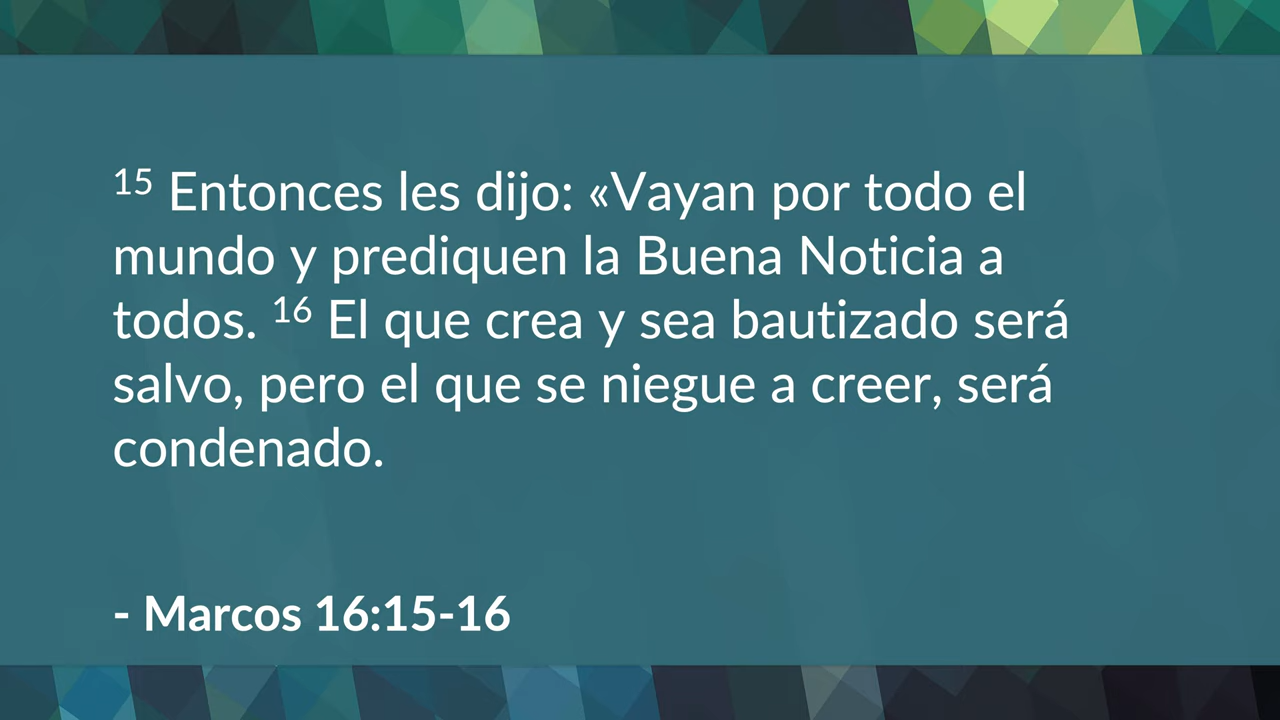 15 Entonces les dijo: «Vayan por todo el
mundo y prediquen la Buena Noticia a
todos. 16 El que crea y sea bautizado será
salvo, pero el que se niegue a creer, será
condenado.
- Marcos 16:15-16